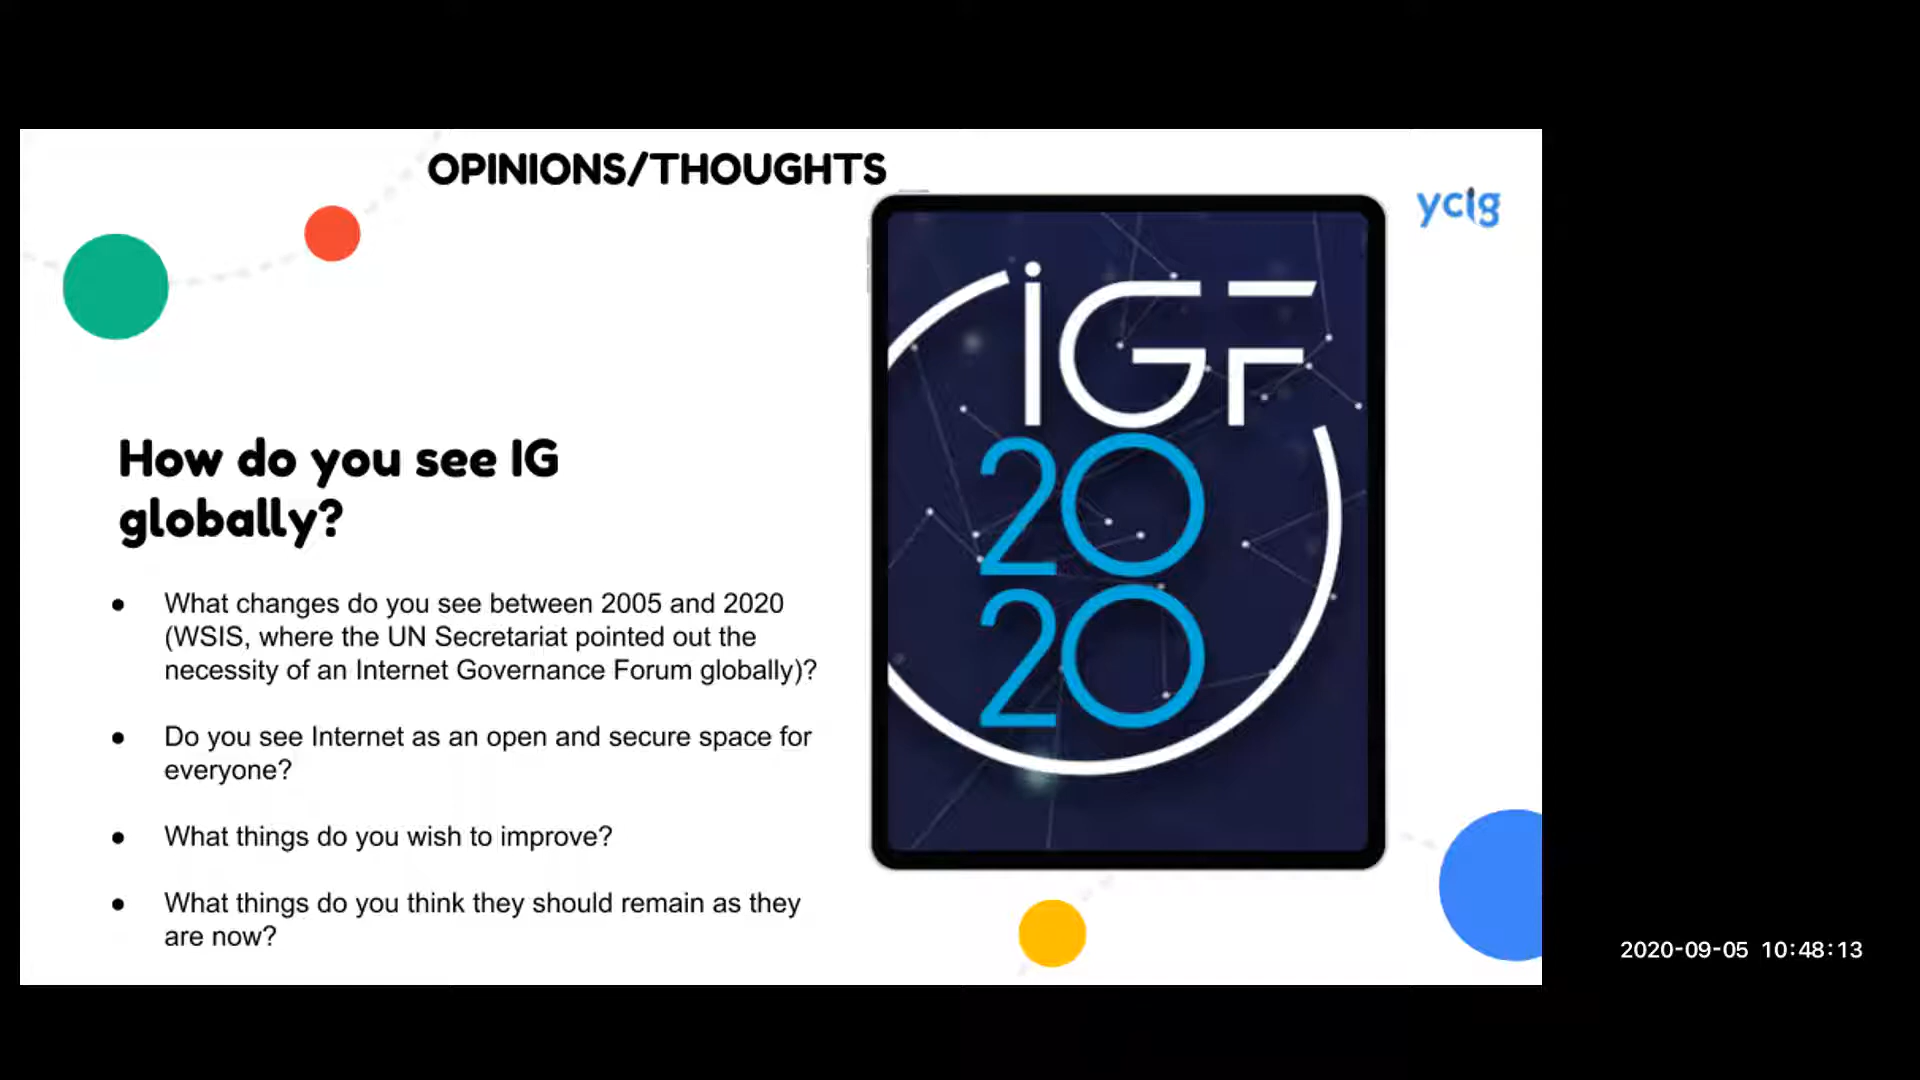 OPINIONS/THOUGHTS
ycig
iGF
20
20
How do you see IG
globally?
● What changes do you see between 2005 and 2020
(WSIS, where the UN Secretariat pointed out the
necessity of an Internet Governance Forum globally)?
● Do you see Internet as an open and secure space for
everyone?
● What things do you wish to improve?
● What things do you think they should remain as they
are now?
2020-09-05 10:48:13